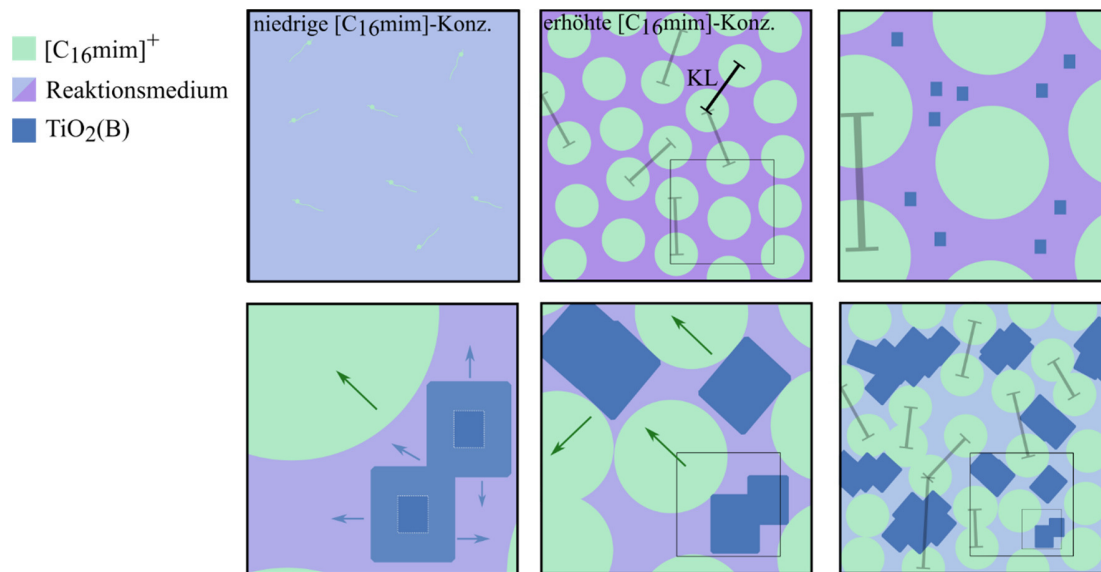 [C₁₆mim]⁺
Reaktionsmedium
TiO₂(B)
niedrige [C₁₆mim]-Konz.
erhöhte [C₁₆mim]-Konz.
KL